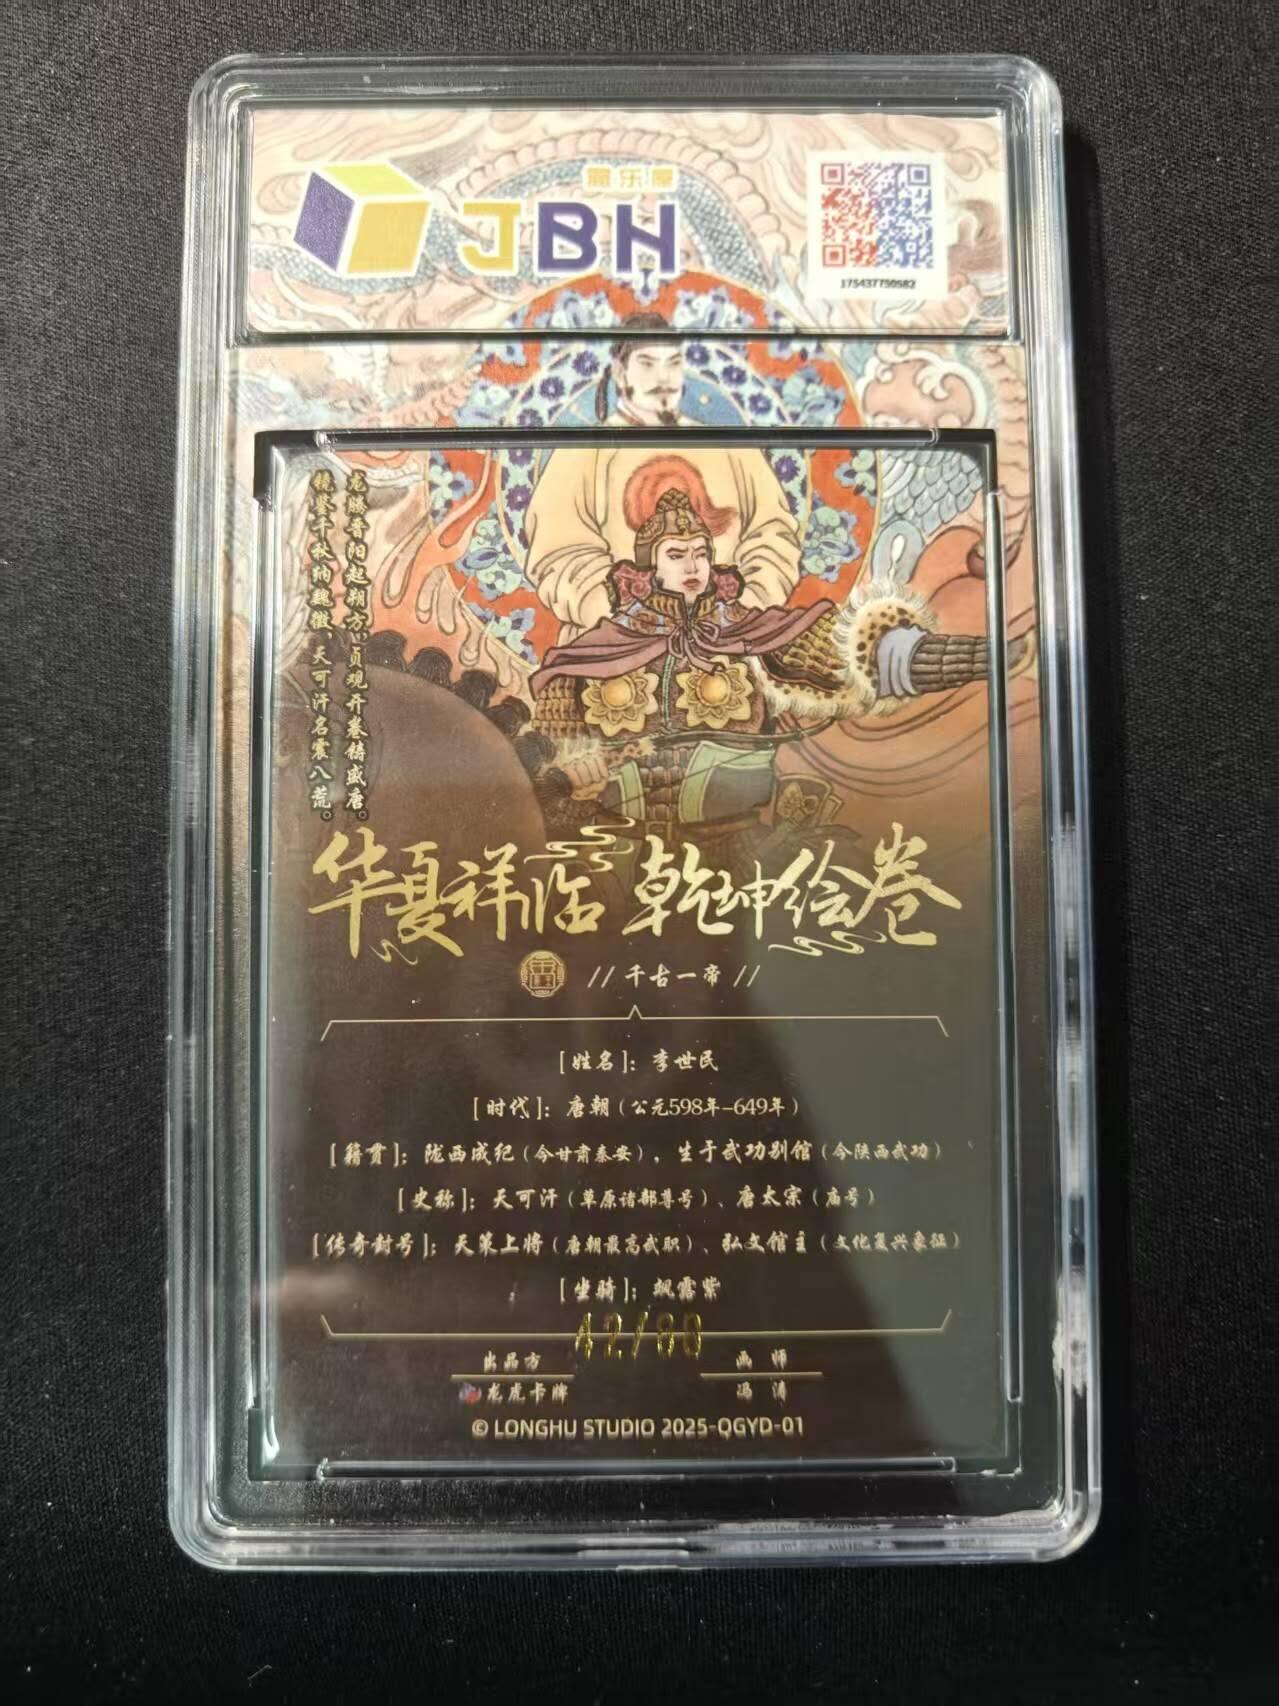 盒乐屋
JBH
175437750582
龙腾晋阳起朔方，贞观开卷铸盛唐。
镜鉴千秋纳魏徵，天可汗名震八荒。
华夏祥临 乾坤绘卷
// 千古一帝 //
[姓名]：李世民
[时代]：唐朝（公元598年-649年）
[籍贯]：陇西成纪（今甘肃秦安），生于武功别馆（今陕西武功）
[史称]：天可汗（草原诸部尊号）、唐太宗（庙号）
[传奇封号]：天策上将（唐朝最高武职）、弘文馆主（文化复兴象征）
[坐骑]：飒露紫
42/88
出品方
龙虎卡牌
画 师
冯 涛
© LONGHU STUDIO 2025-QGYD-01